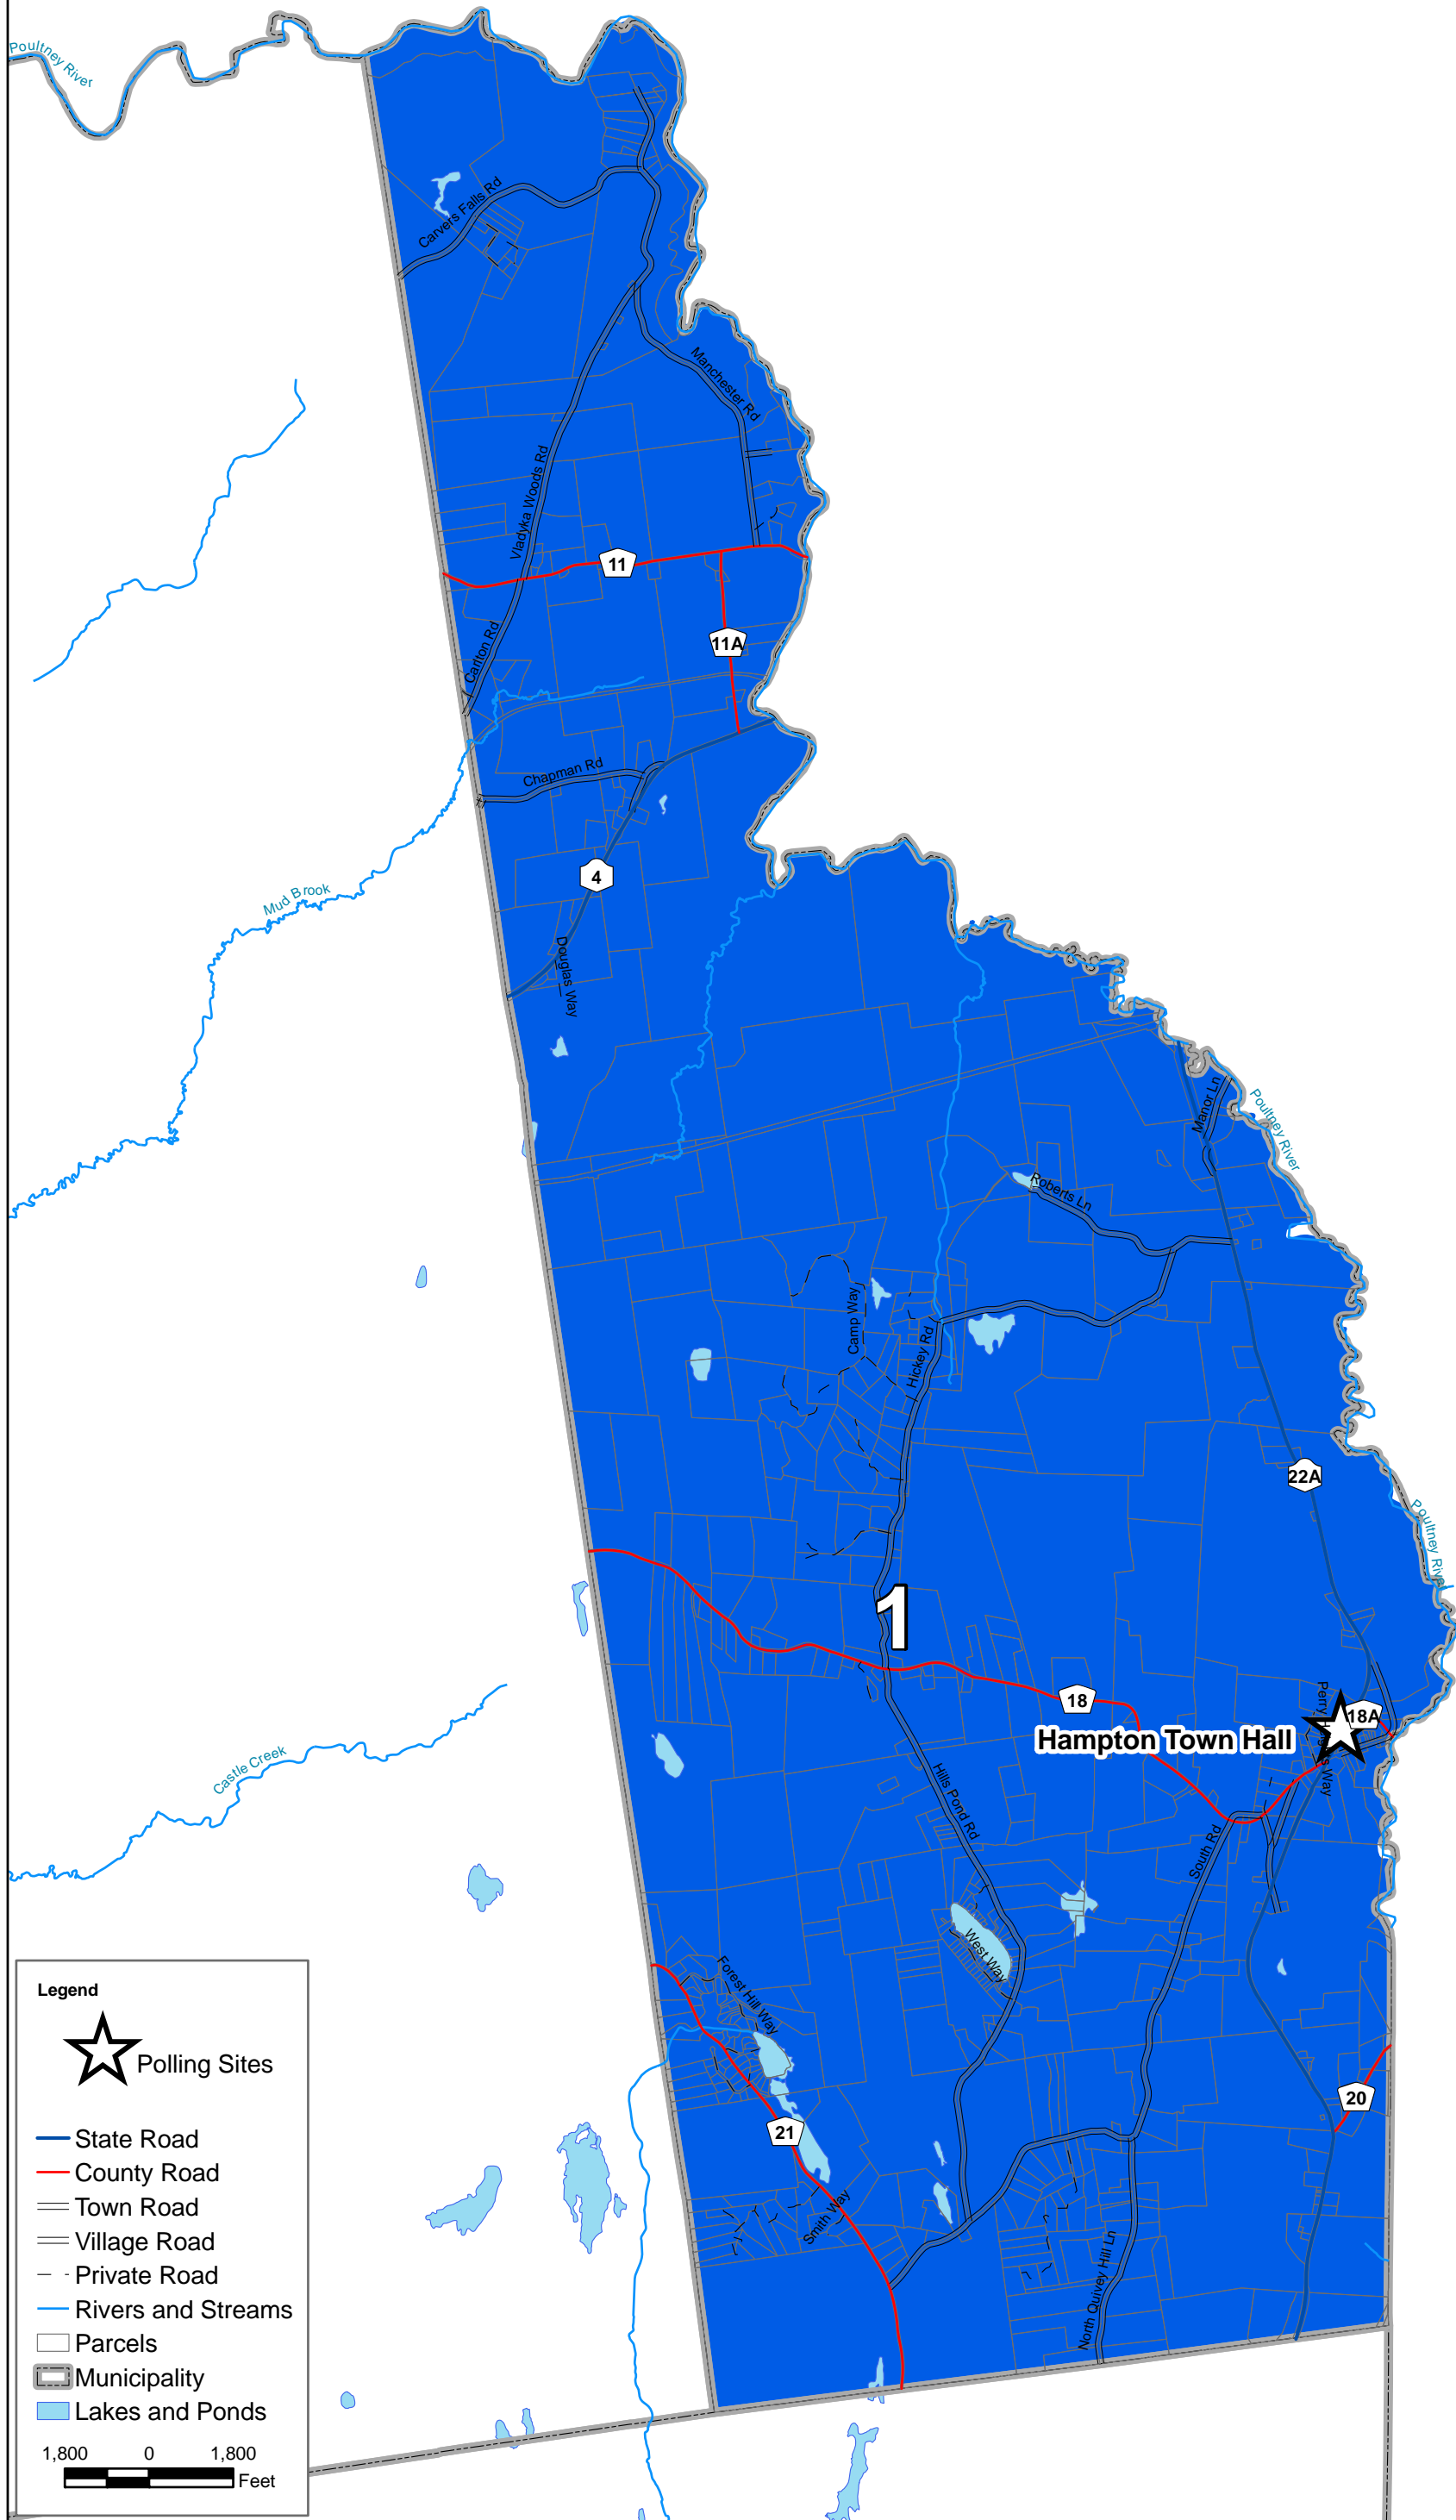 Poultney River
Carvers Falls Rd
Manchester Rd
Vladyka Woods Rd
11
11A
Carlton Rd
Chapman Rd
4
Mud Brook
Douglas Way
Manor Ln
Poultney River
Roberts Ln
Camp Way
Hickey Rd
22A
Poultney River
1
18
18A
Hampton Town Hall
Castle Creek
Hills Pond Rd
South Rd
West Way
Forest Hill Way
20
21
Smith Way
North Quivey Hill Ln
Legend
Polling Sites
State Road
County Road
Town Road
Village Road
Private Road
Rivers and Streams
Parcels
Municipality
Lakes and Ponds
1,800 0 1,800
Feet